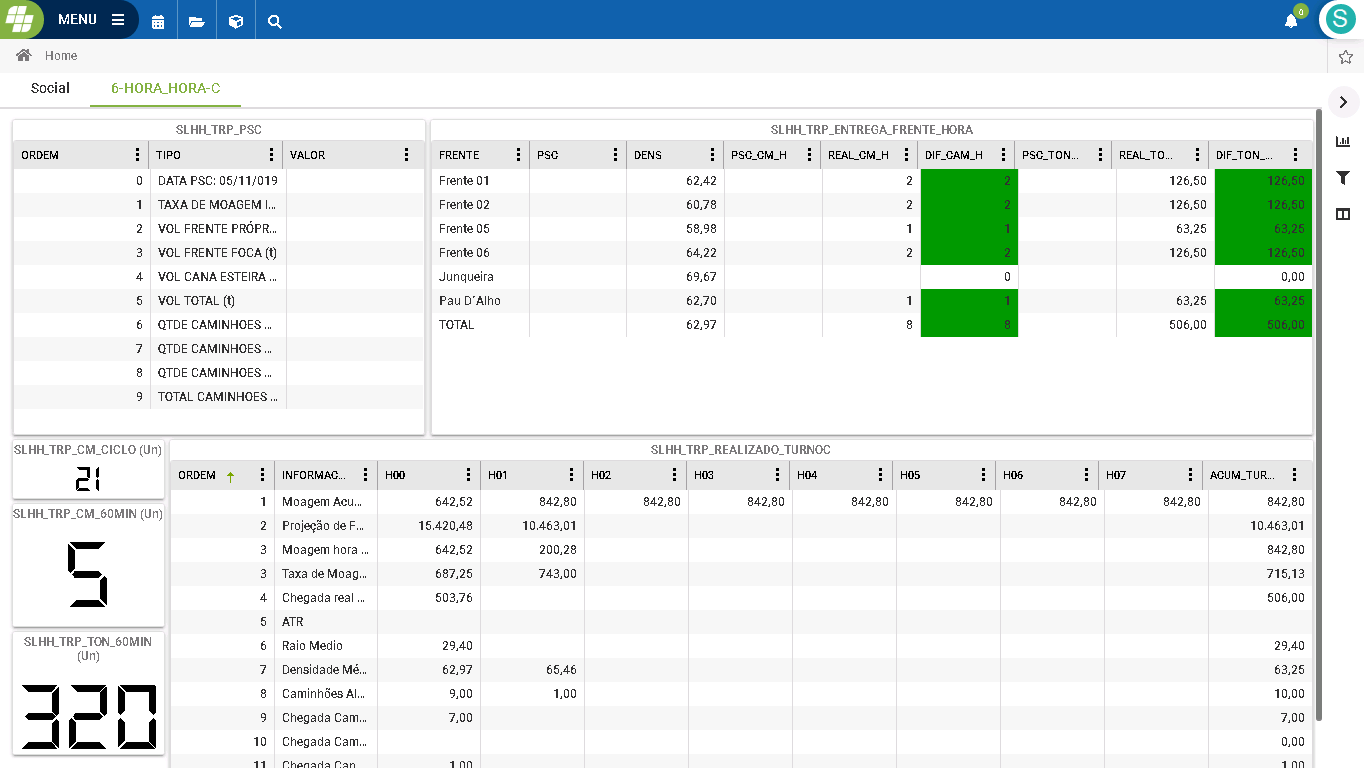 MENU
0
S
Home
Social 6-HORA_HORA-C
SLHH_TRP_PSC
ORDEM TIPO VALOR
0 DATA PSC: 05/11/019
1 TAXA DE MOAGEM I...
2 VOL FRENTE PRÓPR...
3 VOL FRENTE FOCA (t)
4 VOL CANA ESTEIRA ...
5 VOL TOTAL (t)
6 QTDE CAMINHOES ...
7 QTDE CAMINHOES ...
8 QTDE CAMINHOES ...
9 TOTAL CAMINHOES ...
SLHH_TRP_ENTREGA_FRENTE_HORA
FRENTE PSC DENS PSC_CM_H REAL_CM_H DIF_CAM_H PSC_TON... REAL_TO... DIF_TON_...
Frente 01 62,42 2 2 126,50 126,50
Frente 02 60,78 2 2 126,50 126,50
Frente 05 58,98 1 1 63,25 63,25
Frente 06 64,22 2 2 126,50 126,50
Junqueira 69,67 0 0,00
Pau D´Alho 62,70 1 1 63,25 63,25
TOTAL 62,97 8 8 506,00 506,00
SLHH_TRP_CM_CICLO (Un)
21
SLHH_TRP_CM_60MIN (Un)
5
SLHH_TRP_TON_60MIN
(Un)
320
SLHH_TRP_REALIZADO_TURNOC
ORDEM INFORMAC... H00 H01 H02 H03 H04 H05 H06 H07 ACUM_TUR...
1 Moagem Acu... 642,52 842,80 842,80 842,80 842,80 842,80 842,80 842,80 842,80
2 Projeção de F... 15.420,48 10.463,01 10.463,01
3 Moagem hora ... 642,52 200,28 842,80
3 Taxa de Moag... 687,25 743,00 715,13
4 Chegada real ... 503,76 506,00
5 ATR
6 Raio Medio 29,40 29,40
7 Densidade Mé... 62,97 65,46 63,25
8 Caminhões Al... 9,00 1,00 10,00
9 Chegada Cam... 7,00 7,00
10 Chegada Cam... 0,00
11 Chegada Can... 1,00 1,00